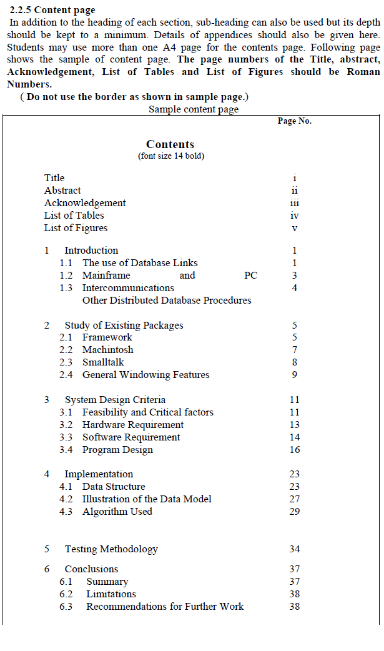 2.2.5 Content page
In addition to the heading of each section, sub-heading can also be used but its depth
should be kept to a minimum. Details of appendices should also be given here.
Students may use more than one A4 page for the contents page. Following page
shows the sample of content page. The page numbers of the Title, abstract,
Acknowledgement, List of Tables and List of Figures should be Roman
Numbers.
( Do not use the border as shown in sample page.)
Sample content page
Page No.
Contents
(font size 14 bold)
Title i
Abstract ii
Acknowledgement iii
List of Tables iv
List of Figures v
1 Introduction 1
1.1 The use of Database Links 1
1.2 Mainframe and PC 3
1.3 Intercommunications 4
Other Distributed Database Procedures
2 Study of Existing Packages 5
2.1 Framework 5
2.2 Machintosh 7
2.3 Smalltalk 8
2.4 General Windowing Features 9
3 System Design Criteria 11
3.1 Feasibility and Critical factors 11
3.2 Hardware Requirement 13
3.3 Software Requirement 14
3.4 Program Design 16
4 Implementation 23
4.1 Data Structure 23
4.2 Illustration of the Data Model 27
4.3 Algorithm Used 29
5 Testing Methodology 34
6 Conclusions 37
6.1 Summary 37
6.2 Limitations 38
6.3 Recommendations for Further Work 38